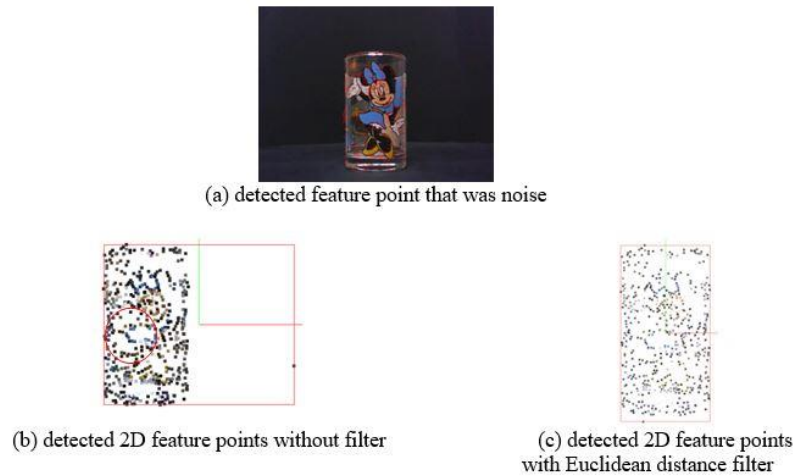 (a) detected feature point that was noise
(b) detected 2D feature points without filter
(c) detected 2D feature points
with Euclidean distance filter